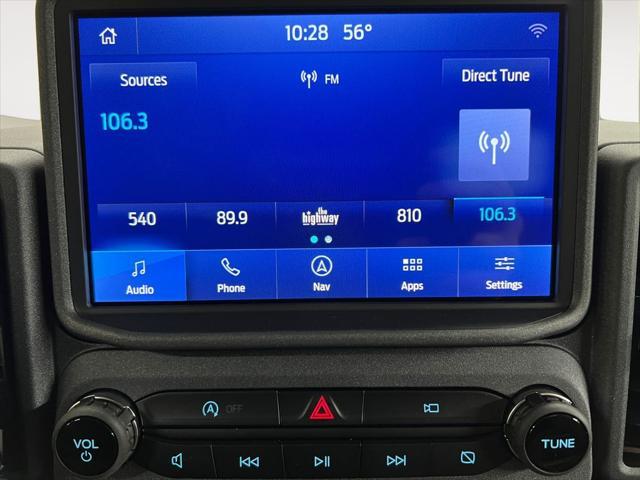 10:28 56°
Sources
FM
Direct Tune
106.3
540
89.9
the highway
810
106.3
Audio
Phone
Nav
Apps
Settings
A OFF
VOL
TUNE